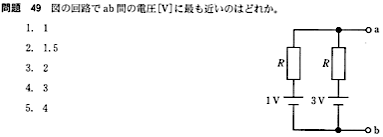 問題 49 図の回路で ab 間の電圧[V]に最も近いのはどれか。
1. 1
2. 1.5
3. 2
4. 3
5. 4
a
R
R
1 V
3 V
b